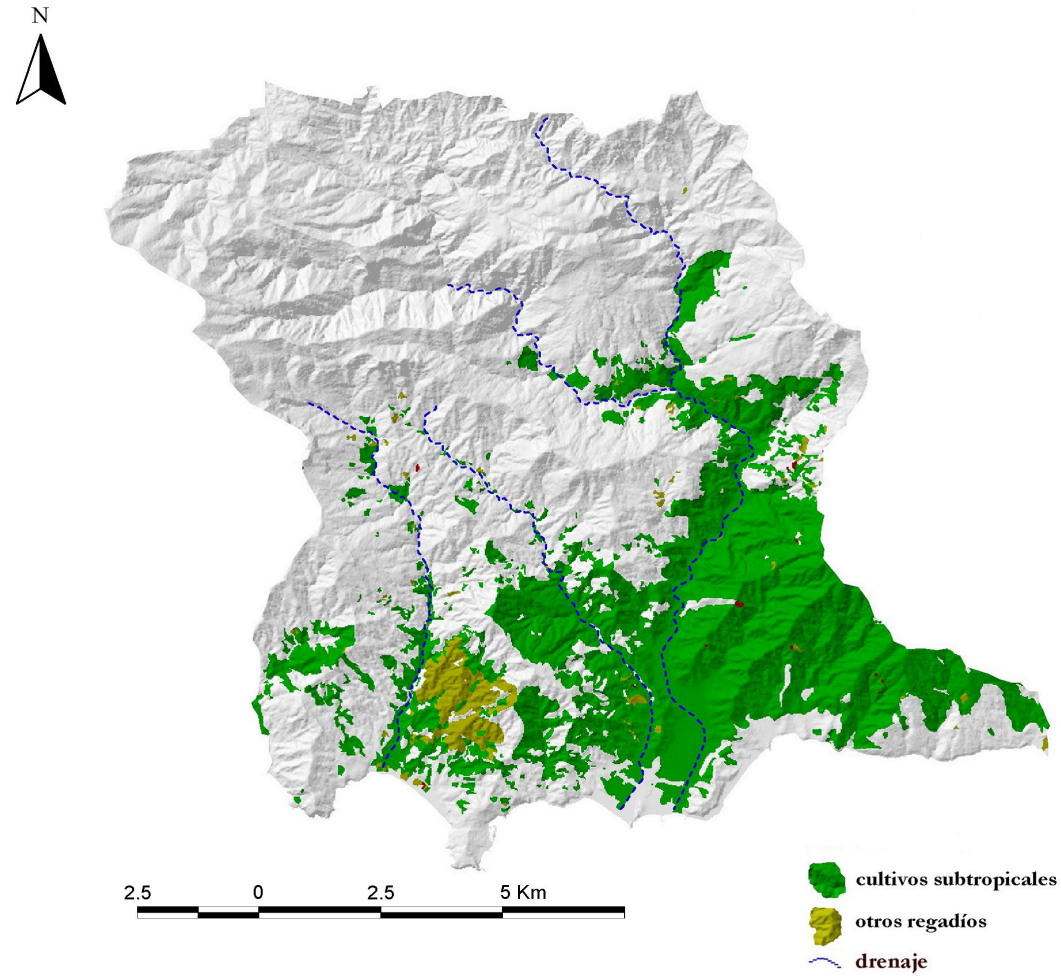 N
2.5 0 2.5 5 Km
cultivos subtropicales
otros regadíos
drenaje